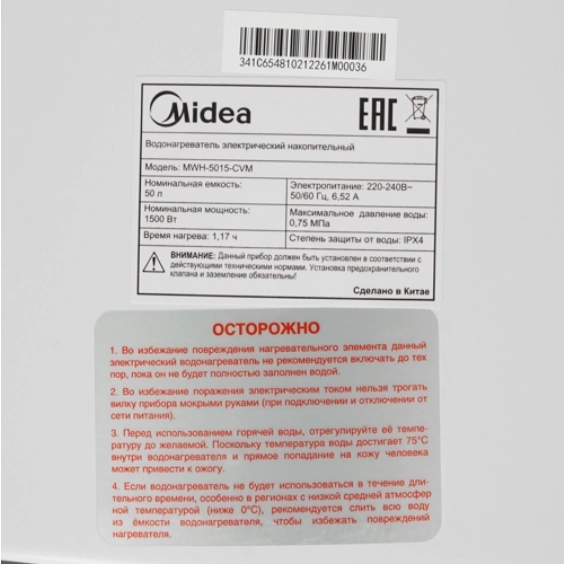 341C654810212261M00036
Midea
EAC
Водонагреватель электрический накопительный
Модель: MWH-5015-CVM
Номинальная емкость:
50 л
Электропитание: 220-240В~
50/60 Гц, 6,52 А
Номинальная мощность:
1500 Вт
Максимальное давление воды:
0,75 МПа
Время нагрева: 1,17 ч
Степень защиты от воды: IPX4
ВНИМАНИЕ: Данный прибор должен быть установлен в соответствии с
действующими техническими нормами. Установка предохранительного
клапана и заземление обязательны!
Сделано в Китае
ОСТОРОЖНО
1. Во избежание повреждения нагревательного элемента данный
электрический водонагреватель не рекомендуется включать до тех
пор, пока он не будет полностью заполнен водой.
2. Во избежание поражения электрическим током нельзя трогать
вилку прибора мокрыми руками (при подключении и отключении от
сети питания).
3. Перед использованием горячей воды, отрегулируйте её темпе-
ратуру до желаемой. Поскольку температура воды достигает 75°С
внутри водонагревателя и прямое попадание на кожу человека
может привести к ожогу.
4. Если водонагреватель не будет использоваться в течение дли-
тельного времени, особенно в регионах с низкой средней атмосфер
ной температурой (ниже 0°С), рекомендуется слить всю воду
из ёмкости водонагревателя, чтобы избежать повреждений
нагревателя.